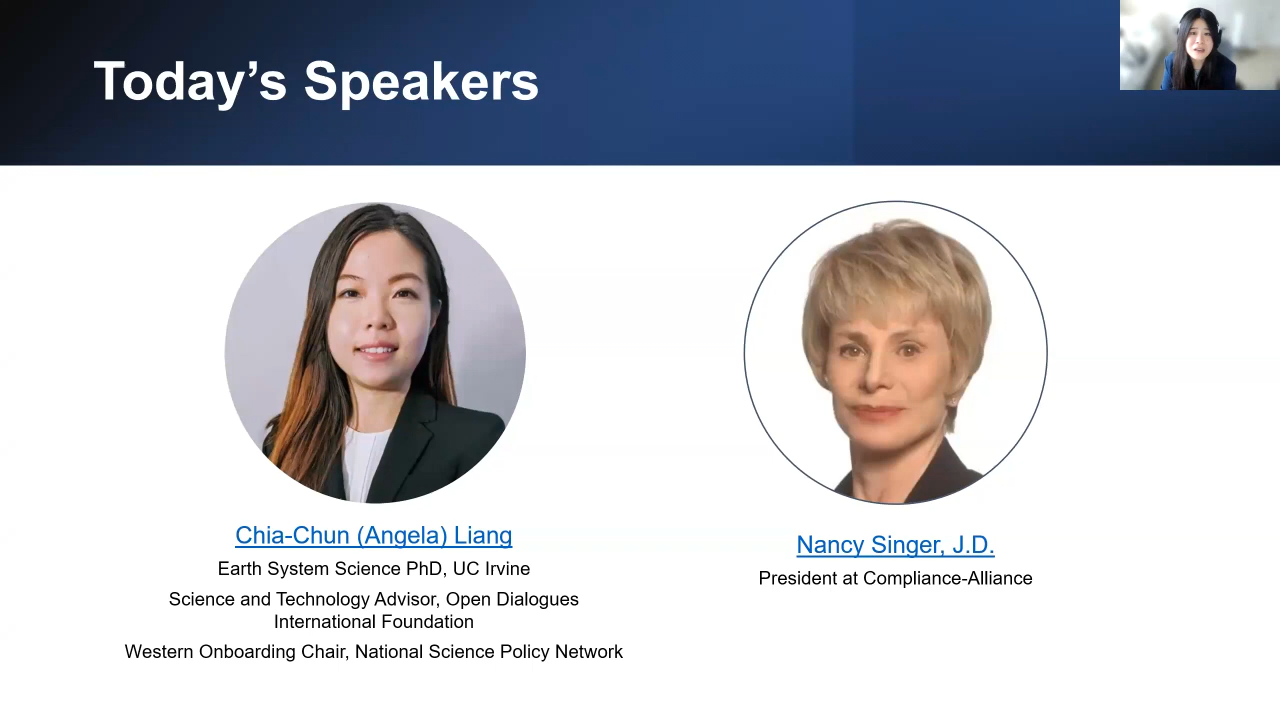 Today’s Speakers
Chia-Chun (Angela) Liang
Earth System Science PhD, UC Irvine
Science and Technology Advisor, Open Dialogues
International Foundation
Western Onboarding Chair, National Science Policy Network
Nancy Singer, J.D.
President at Compliance-Alliance